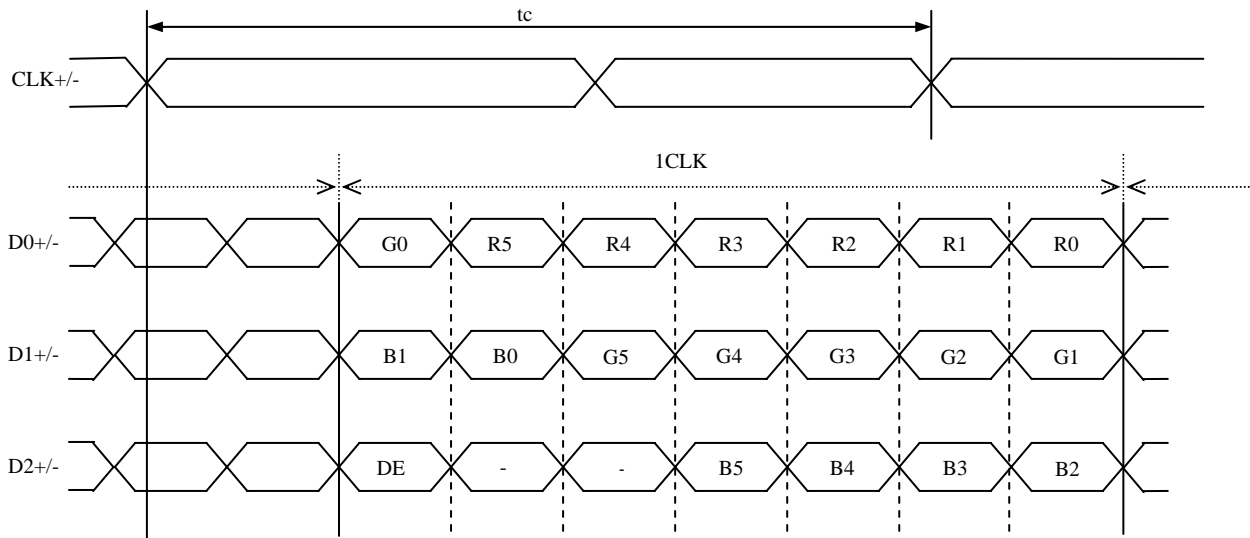 tc
CLK+/-
1CLK
D0+/- G0 R5 R4 R3 R2 R1 R0
D1+/- B1 B0 G5 G4 G3 G2 G1
D2+/- DE - - B5 B4 B3 B2